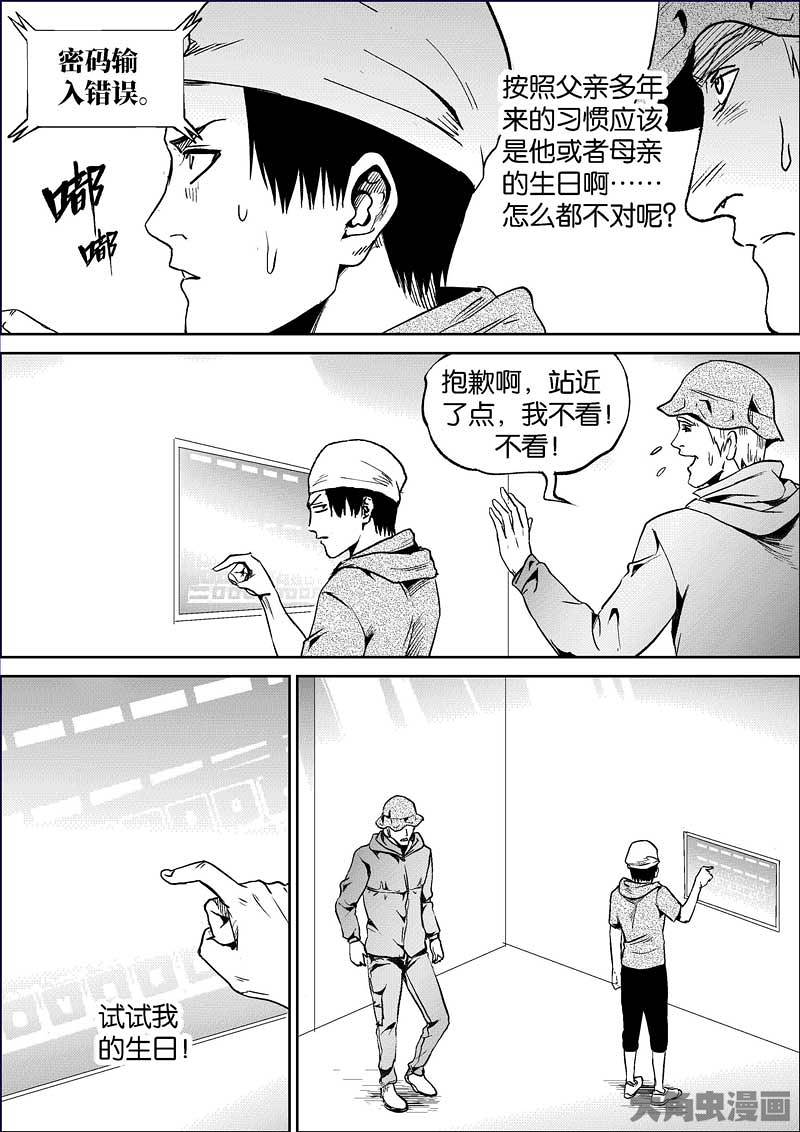 密码输
入错误。
嘟
嘟
按照父亲多年
来的习惯应该
是他或者母亲
的生日啊……
怎么都不对呢？
抱歉啊，站近
了点，我不看！
不看！
试试我
的生日！
大角虫漫画